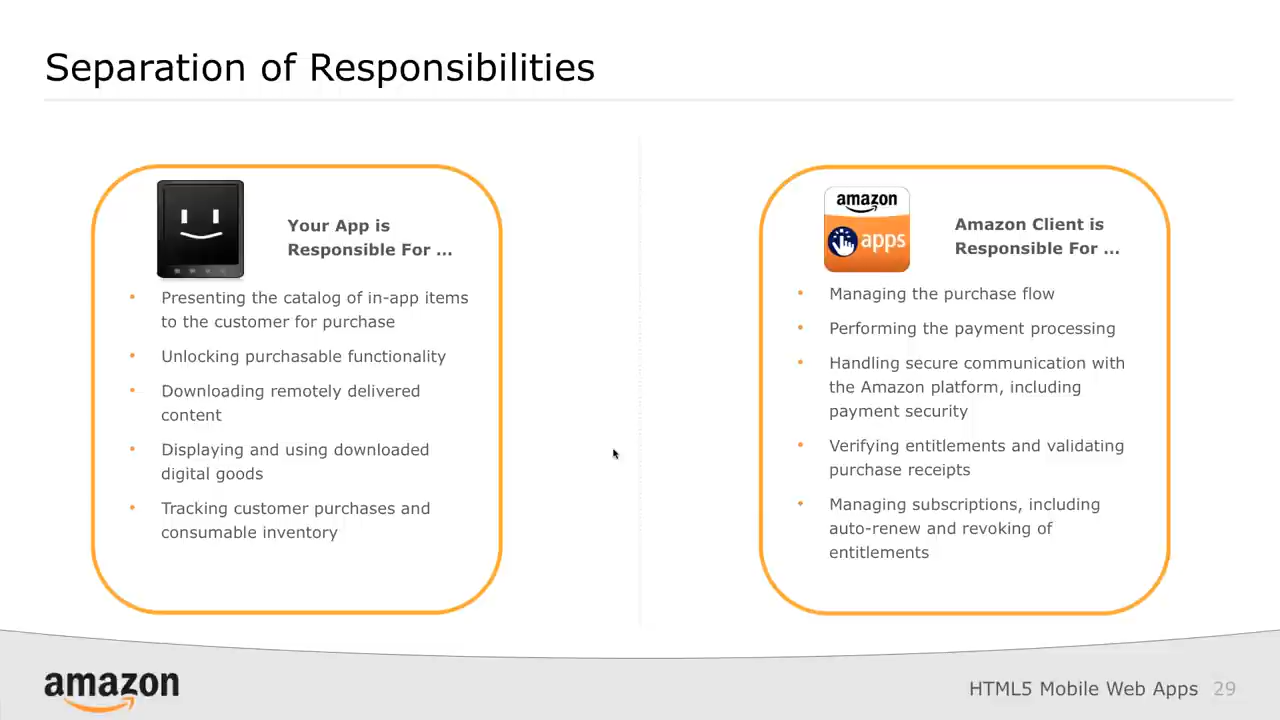 Separation of Responsibilities
Your App is
Responsible For ...
• Presenting the catalog of in-app items
to the customer for purchase
• Unlocking purchasable functionality
• Downloading remotely delivered
content
• Displaying and using downloaded
digital goods
• Tracking customer purchases and
consumable inventory
amazon
apps
Amazon Client is
Responsible For ...
• Managing the purchase flow
• Performing the payment processing
• Handling secure communication with
the Amazon platform, including
payment security
• Verifying entitlements and validating
purchase receipts
• Managing subscriptions, including
auto-renew and revoking of
entitlements
amazon
HTML5 Mobile Web Apps 29